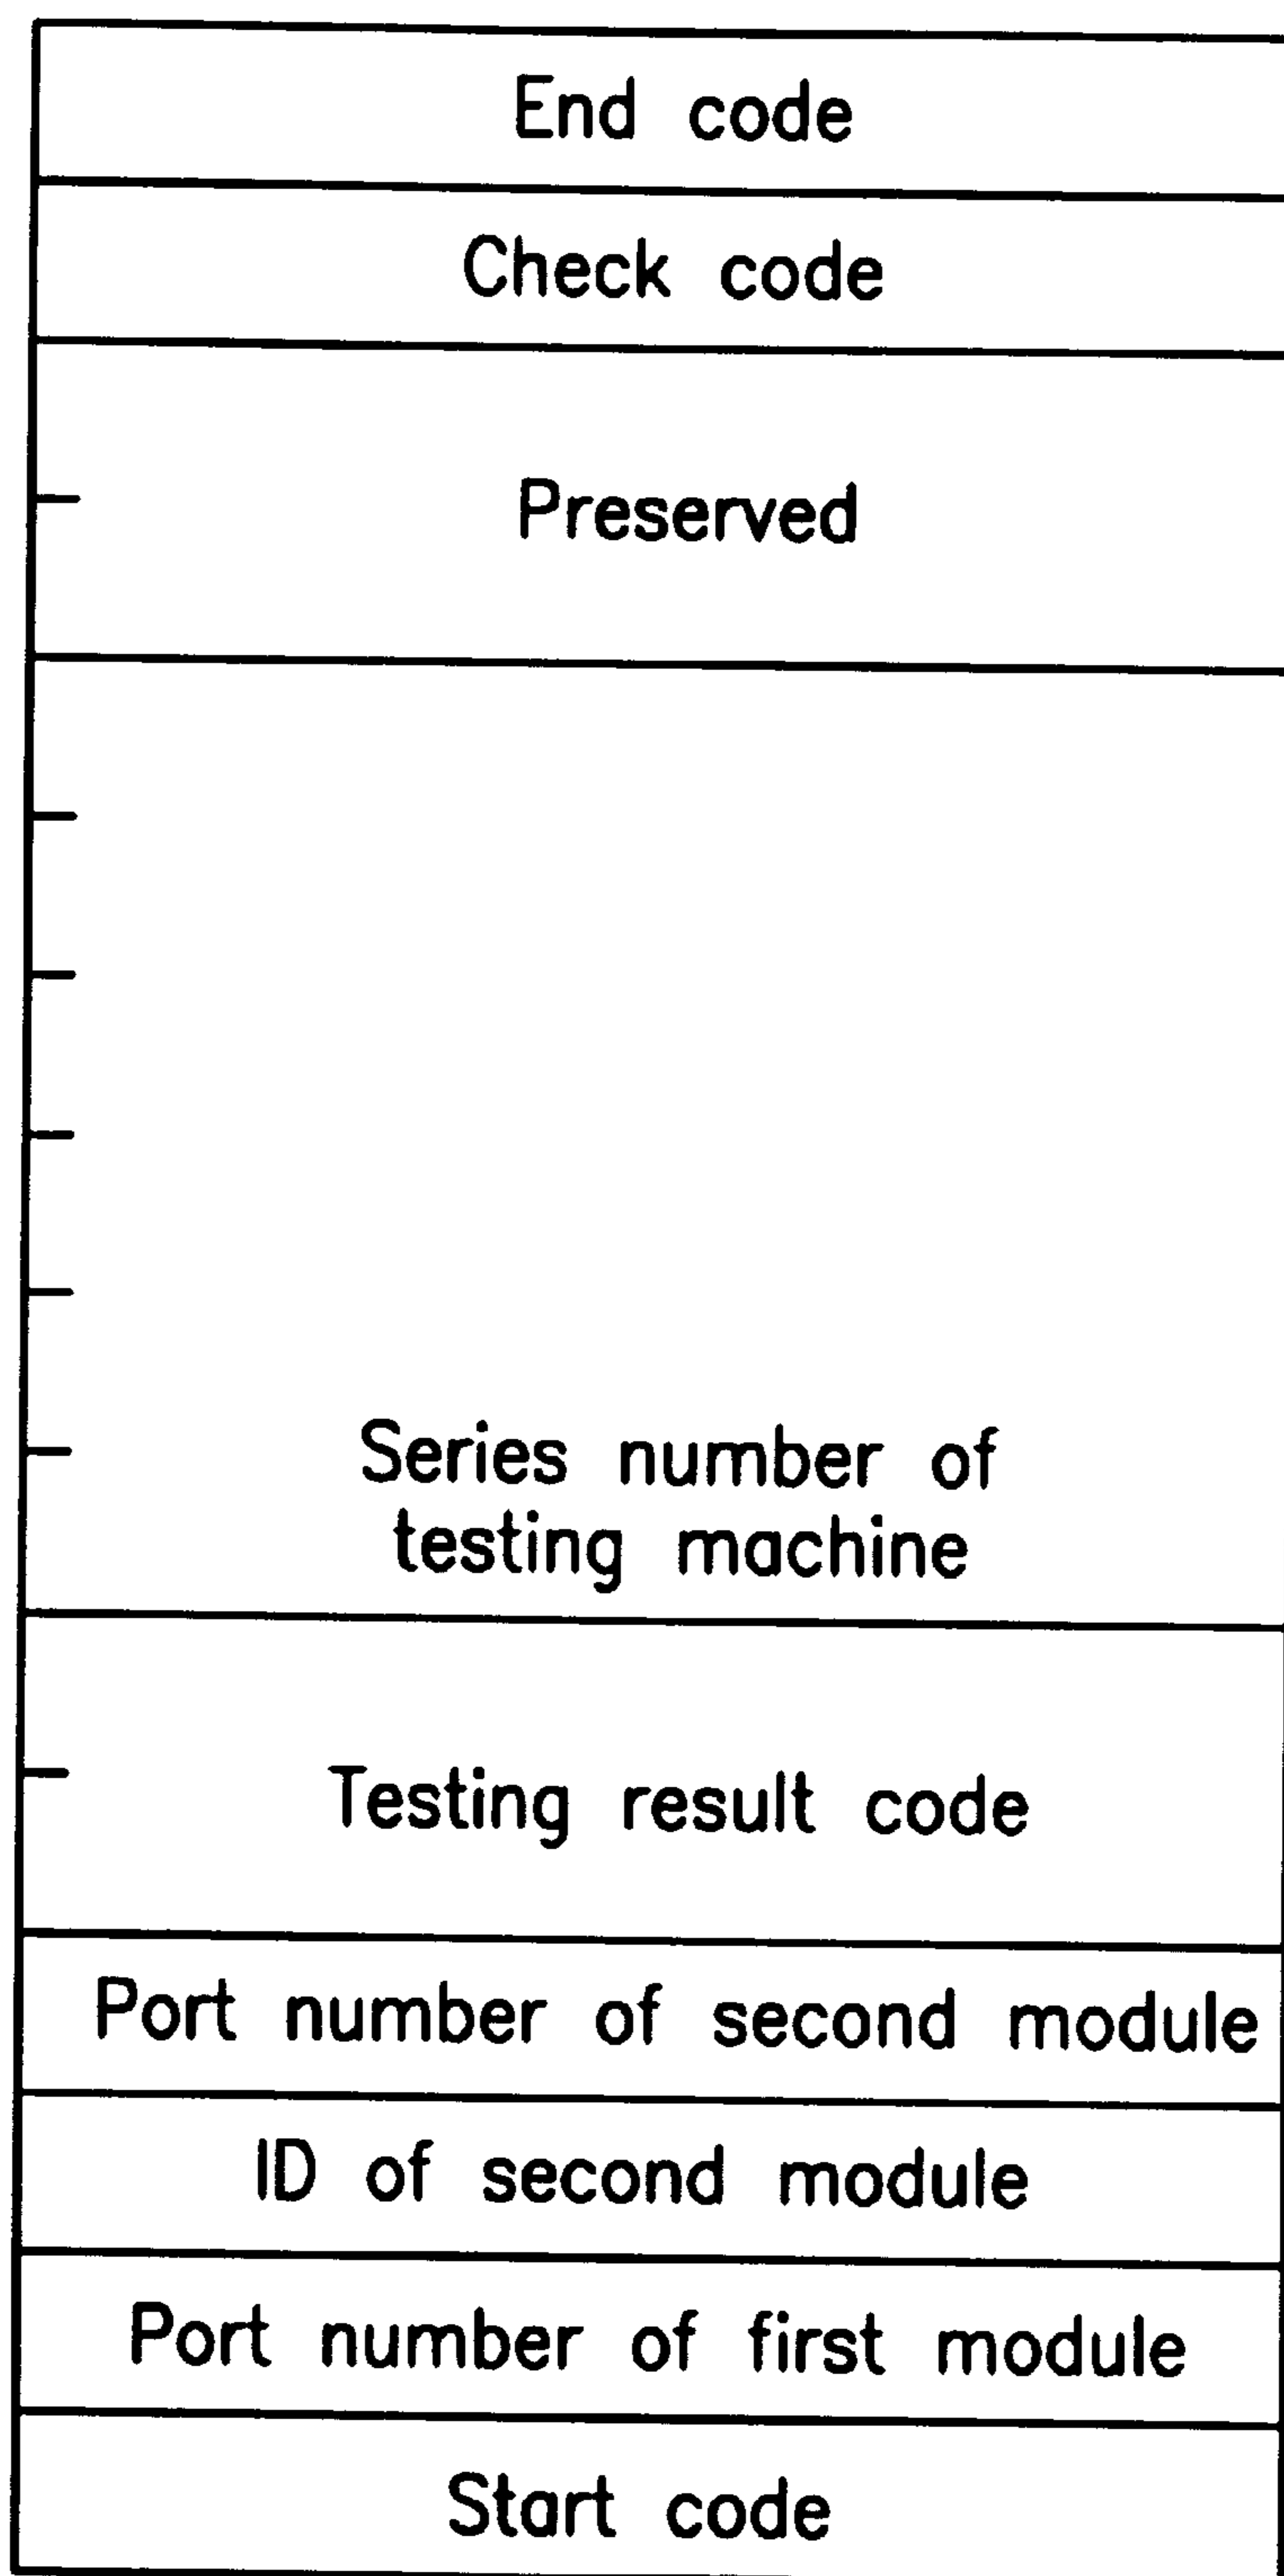 End code
Check code
Preserved
Series number of
testing machine
Testing result code
Port number of second module
ID of second module
Port number of first module
Start code